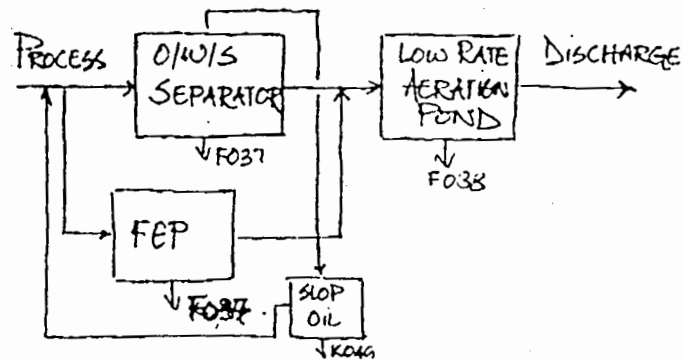 PROCESS
O/W/S
SEPARATOR
LOW RATE
AERATION
POND
DISCHARGE
F037
F038
FEP
F037
SLOP
OIL
K049